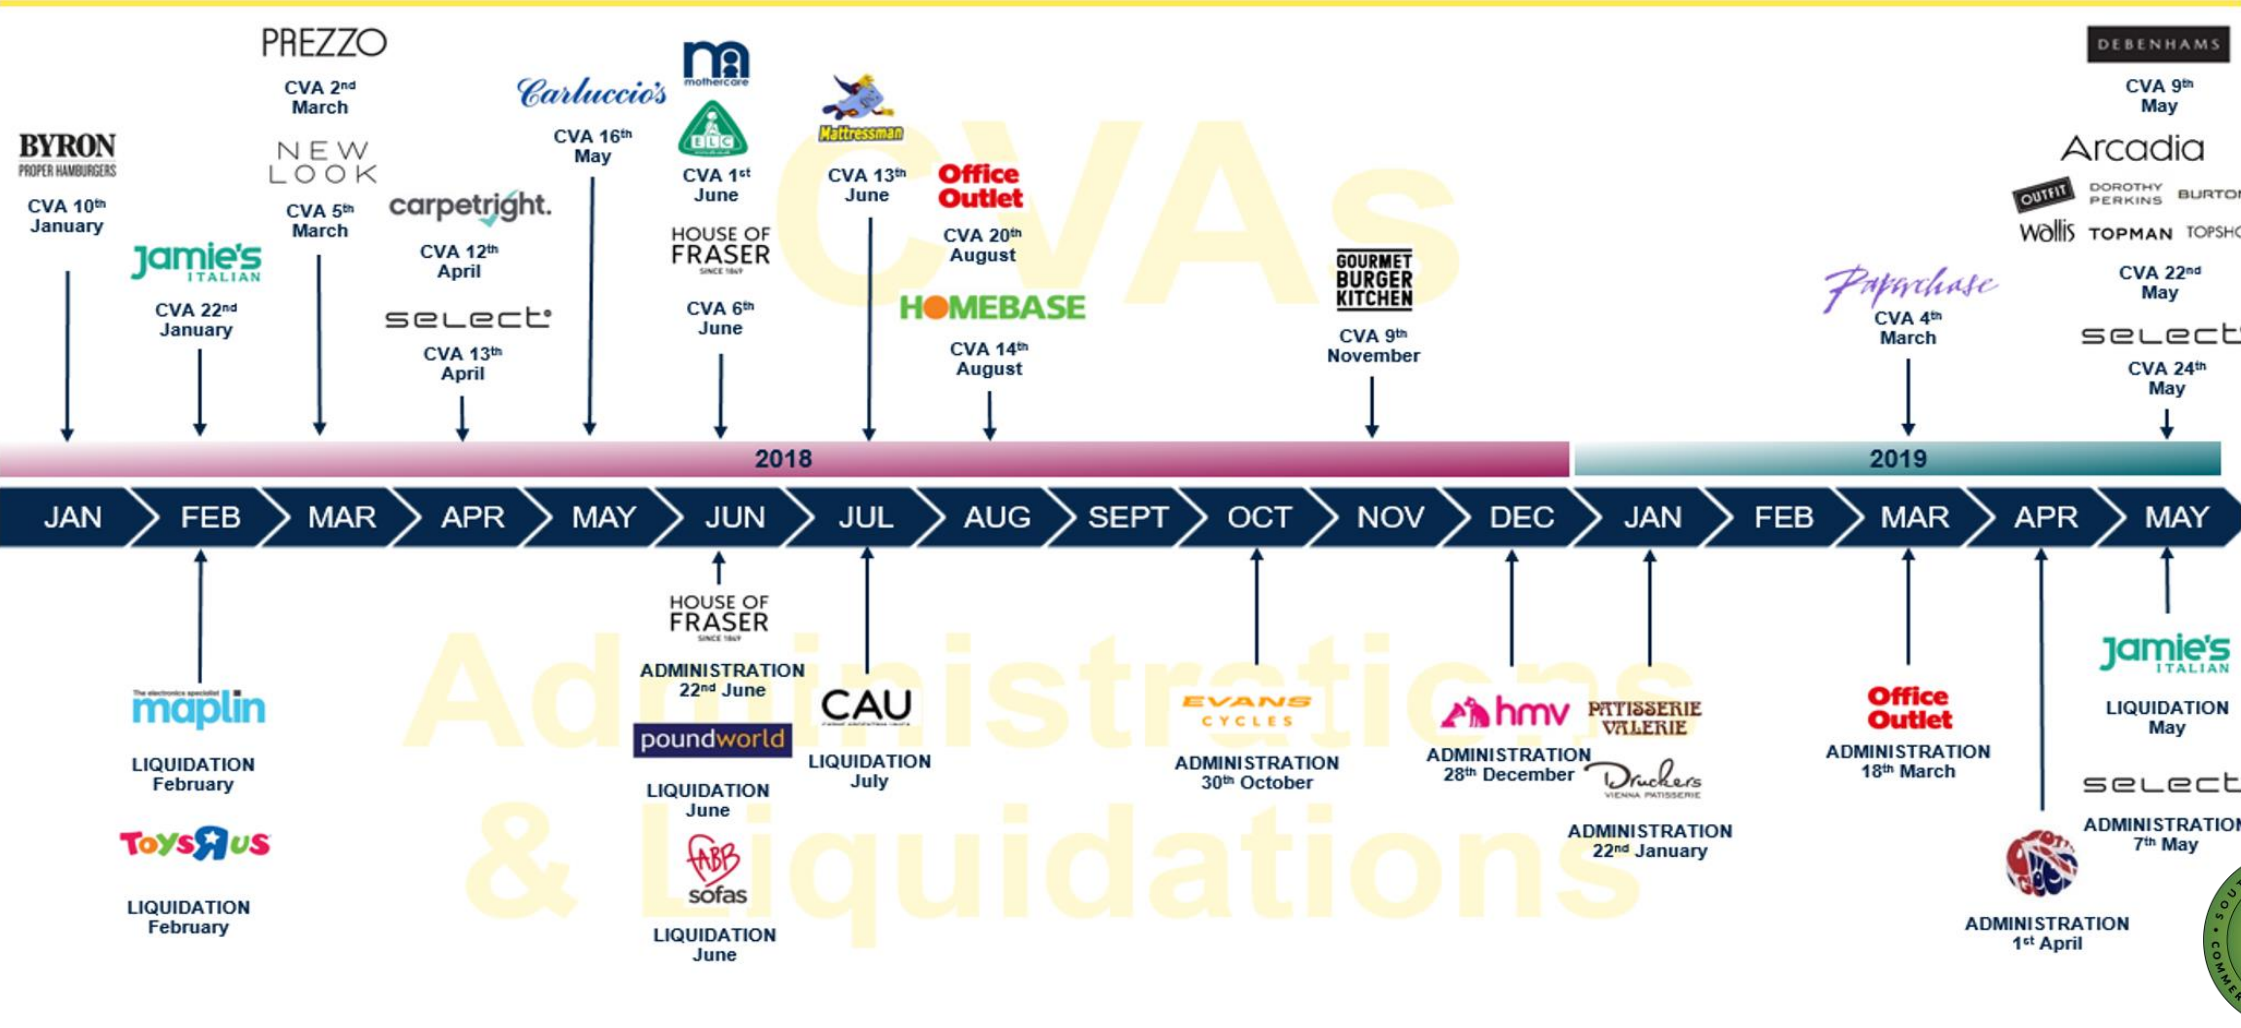 BYRON
PROPER HAMBURGERS
CVA 10th
January
Jamie's
ITALIAN
CVA 22nd
January
PREZZO
CVA 2nd
March
NEW
LOOK
CVA 5th
March
carpetright.
CVA 12th
April
select
CVA 13th
April
Carluccio's
CVA 16th
May
mothercare
ELC
CVA 1st
June
HOUSE OF
FRASER
SINCE 1849
CVA 6th
June
Mattressman
CVA 13th
June
Office
Outlet
CVA 20th
August
HOMEBASE
CVA 14th
August
GOURMET
BURGER
KITCHEN
CVA 9th
November
Paperchase
CVA 4th
March
DEBENHAMS
CVA 9th
May
Arcadia
OUTFIT DOROTHY PERKINS BURTON
Wallis TOPMAN TOPSHO
CVA 22nd
May
select
CVA 24th
May
CVAs
2018 2019
JAN FEB MAR APR MAY JUN JUL AUG SEPT OCT NOV DEC JAN FEB MAR APR MAY
Administrations
& Liquidations
The electronics specialist
maplin
LIQUIDATION
February
ToysRus
LIQUIDATION
February
HOUSE OF
FRASER
SINCE 1849
ADMINISTRATION
22nd June
poundworld
LIQUIDATION
June
FABB
sofas
LIQUIDATION
June
CAU
LIQUIDATION
July
EVANS
CYCLES
ADMINISTRATION
30th October
hmv
ADMINISTRATION
28th December
PATISSERIE
VALERIE
Druckers
VIENNA PATISSERIE
ADMINISTRATION
22nd January
Office
Outlet
ADMINISTRATION
18th March
ADMINISTRATION
1st April
Jamie's
ITALIAN
LIQUIDATION
May
select
ADMINISTRATION
7th May